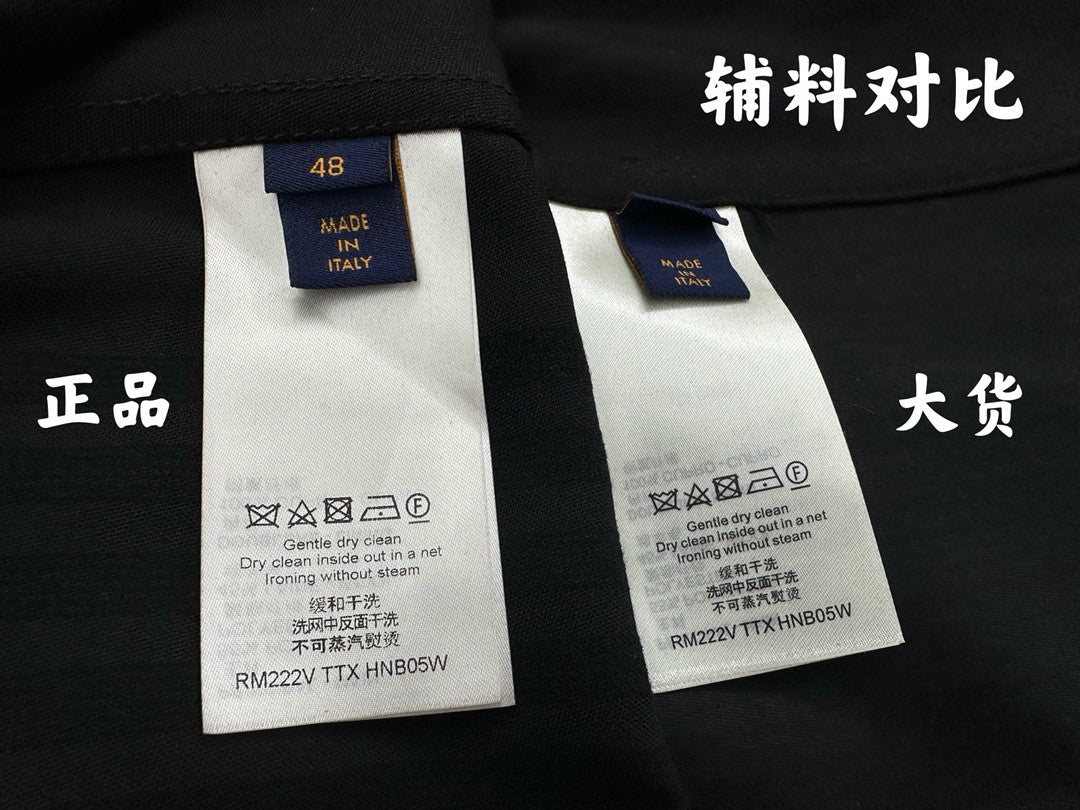 辅料对比
48
MADE
IN
ITALY
MADE
IN
ITALY
正品
大货
F
Gentle dry clean
Dry clean inside out in a net
Ironing without steam
缓和干洗
洗网中反面干洗
不可蒸汽熨烫
RM222V TTX HNB05W
F
Gentle dry clean
Dry clean inside out in a net
Ironing without steam
缓和干洗
洗网中反面干洗
不可蒸汽熨烫
RM222V TTX HNB05W